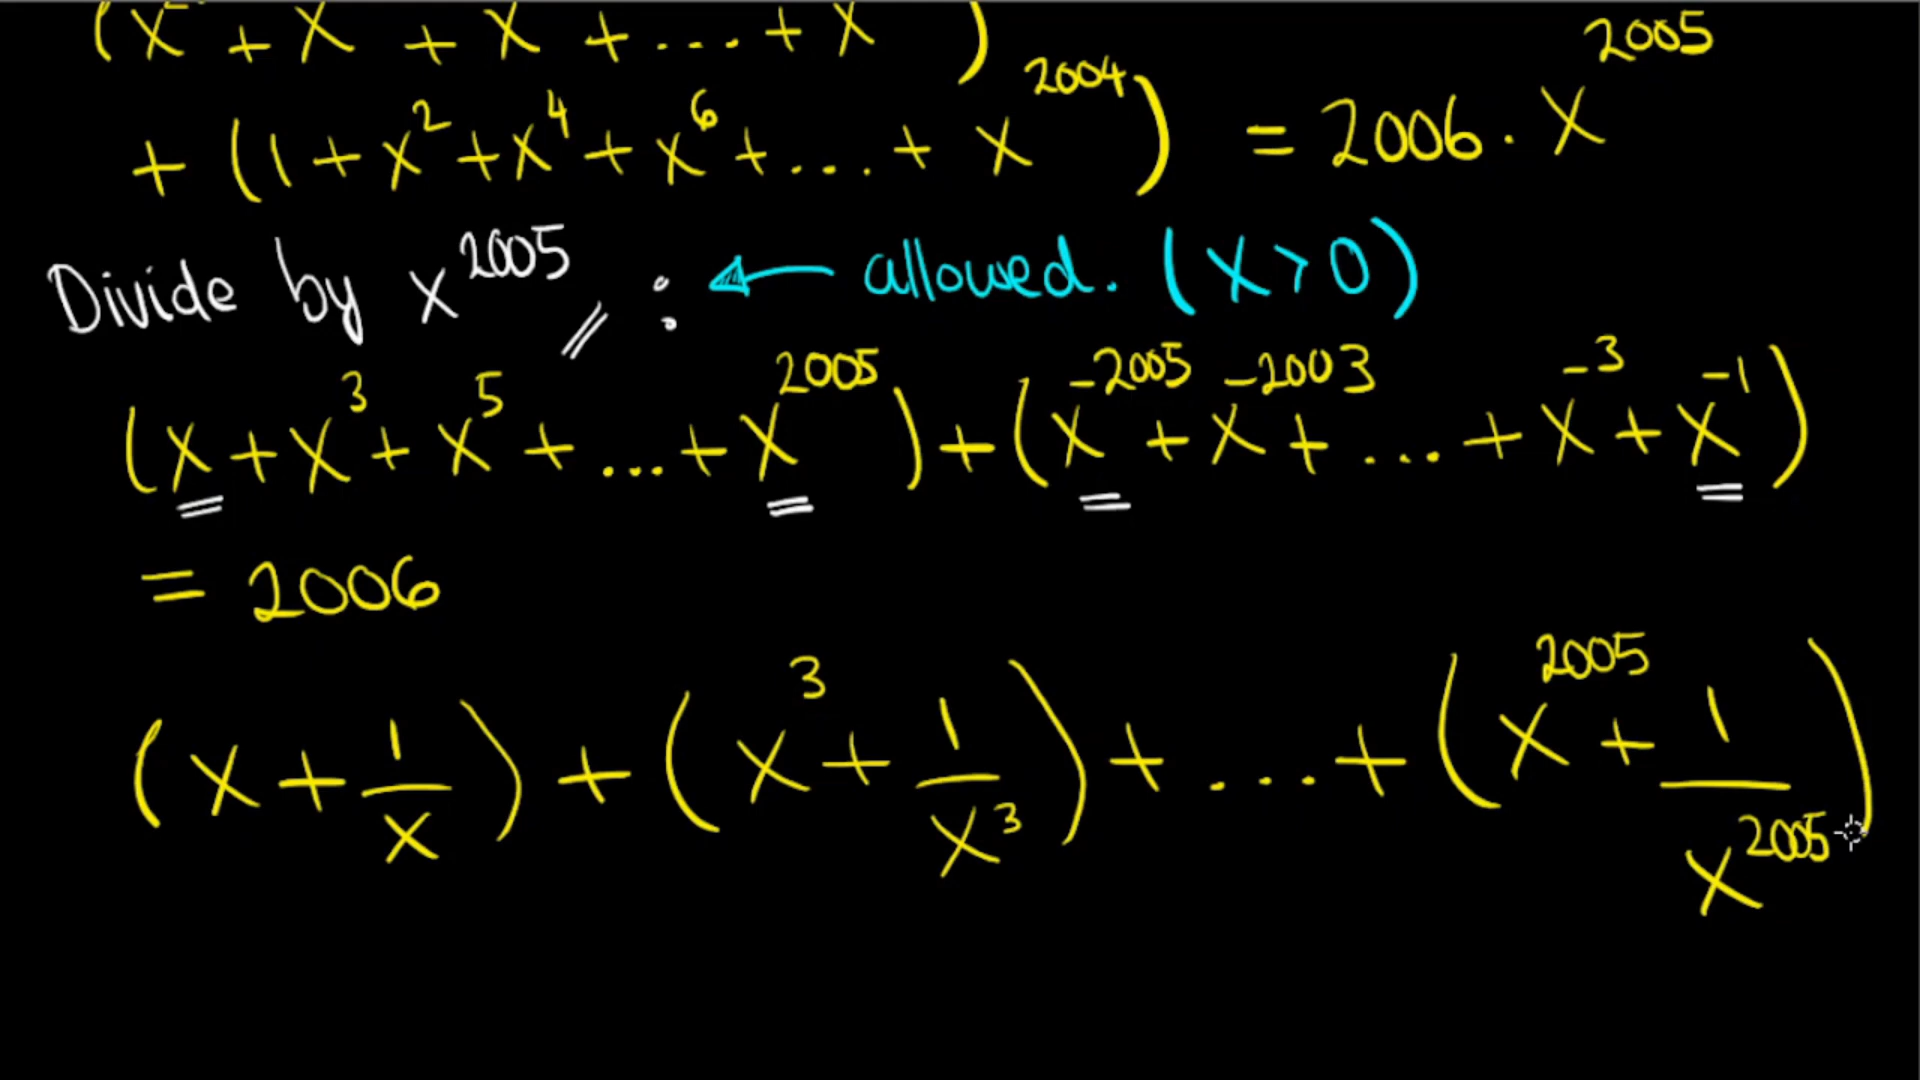 (x + x + x + ... + x )
+ (1 + x² + x⁴ + x⁶ + ... + x²⁰⁰⁴) = 2006 · x²⁰⁰⁵
Divide by x²⁰⁰⁵ : ← allowed. (x > 0)
(x + x³ + x⁵ + ... + x²⁰⁰⁵) + (x⁻²⁰⁰⁵ + x⁻²⁰⁰³ + ... + x⁻³ + x⁻¹)
= 2006
(x + 1/x) + (x³ + 1/x³) + ... + (x²⁰⁰⁵ + 1/x²⁰⁰⁵)